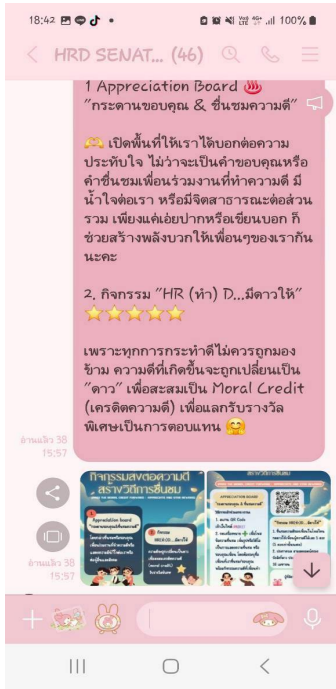 18:42
100%
HRD SENAT... (46)
1 Appreciation Board
"กระดานขอบคุณ & ชื่นชมความดี"
เปิดพื้นที่ให้เราได้บอกต่อความ
ประทับใจ ไม่ว่าจะเป็นคำขอบคุณหรือ
คำชื่นชมเพื่อนร่วมงานที่ทำความดี มี
น้ำใจต่อเรา หรือมีจิตสาธารณะต่อส่วน
รวม เพียงแค่เอ่ยปากหรือเขียนบอก ก็
ช่วยสร้างพลังบวกให้เพื่อนๆของเรากัน
นะคะ
2. กิจกรรม "HR (ทำ) D...มีดาวให้"
เพราะทุกการกระทำดีไม่ควรถูกมอง
ข้าม ความดีที่เกิดขึ้นจะถูกเปลี่ยนเป็น
"ดาว" เพื่อสะสมเป็น Moral Credit
(เครดิตความดี) เพื่อแลกรับรางวัล
พิเศษเป็นการตอบแทน
อ่านแล้ว 38
15:57
กิจกรรมส่งต่อความดี
สร้างวิถีการชื่นชม
Appreciation Board
APPRECIATION BOARD
อ่านแล้ว 38
15:57